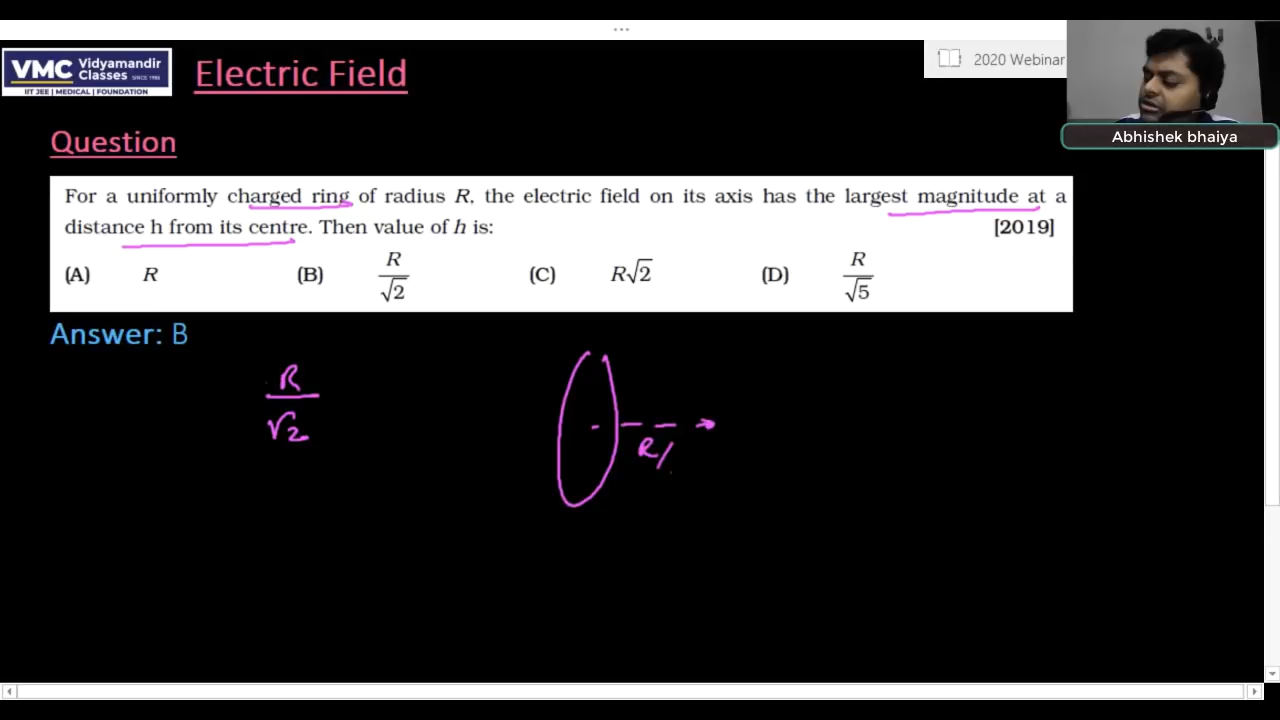 ...
VMC Vidyamandir Classes SINCE 1986
IIT JEE | MEDICAL | FOUNDATION
Electric Field
2020 Webinar
Abhishek bhaiya
Question
For a uniformly charged ring of radius R, the electric field on its axis has the largest magnitude at a
distance h from its centre. Then value of h is: [2019]
(A) R (B) R/√2 (C) R√2 (D) R/√5
Answer: B
R
√2
R/